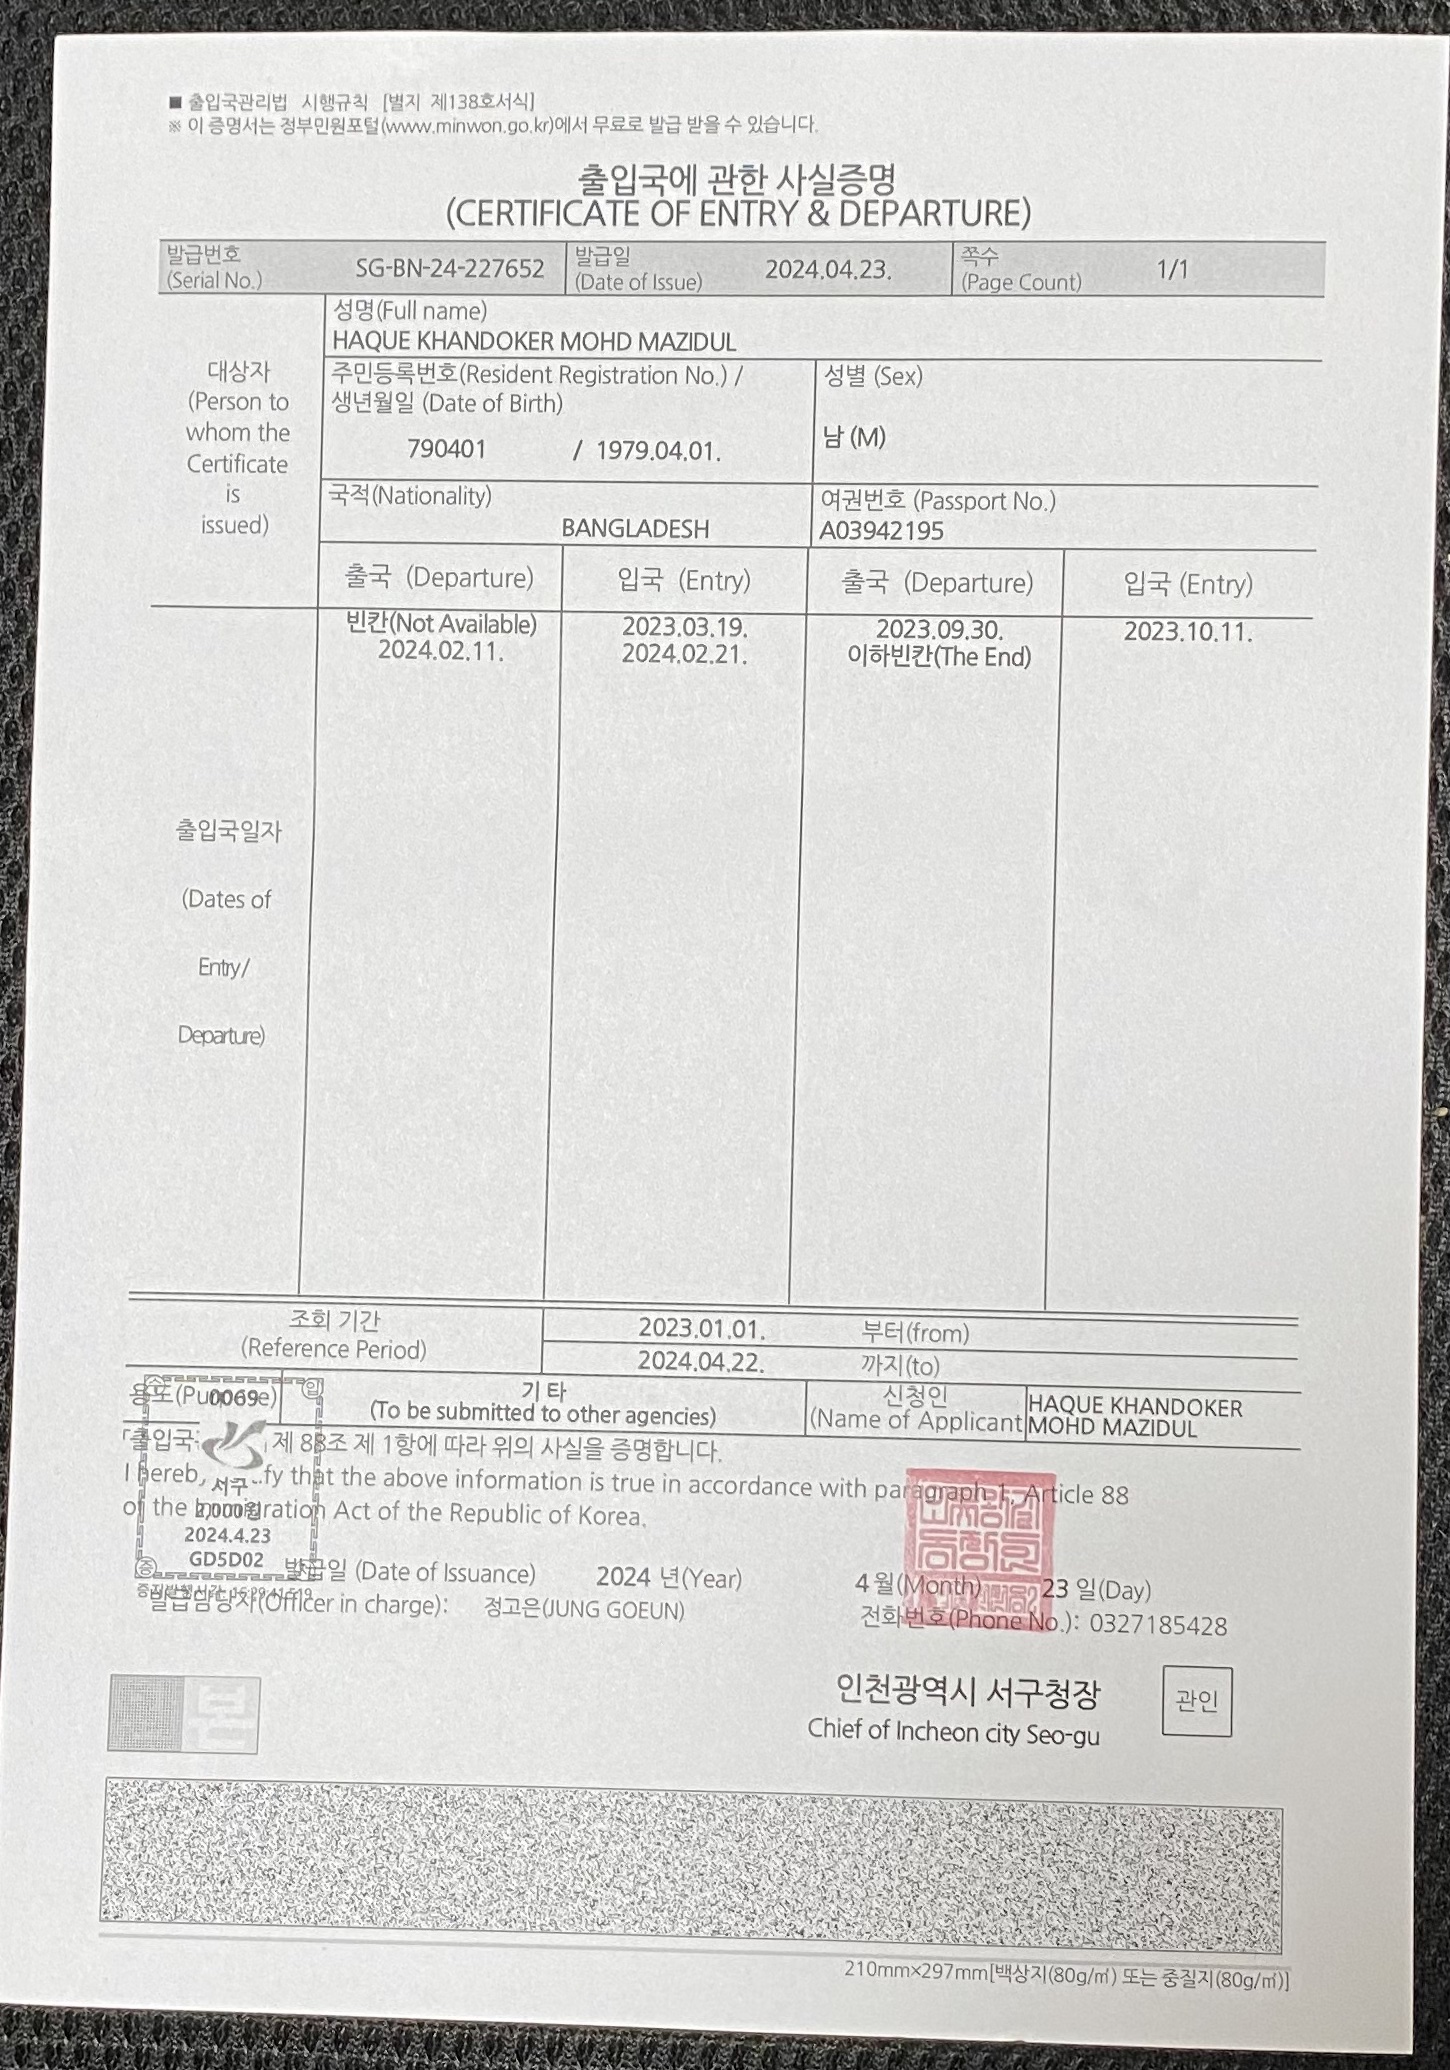 ■ 출입국관리법 시행규칙 [별지 제138호서식]
※ 이 증명서는 정부민원포털(www.minwon.go.kr)에서 무료로 발급 받을 수 있습니다.
출입국에 관한 사실증명
(CERTIFICATE OF ENTRY & DEPARTURE)
발급번호 (Serial No.) SG-BN-24-227652 발급일 (Date of Issue) 2024.04.23. 쪽수 (Page Count) 1/1
대상자
(Person to
whom the
Certificate
is
issued)
성명(Full name)
HAQUE KHANDOKER MOHD MAZIDUL
주민등록번호(Resident Registration No.) /
생년월일 (Date of Birth)
790401 / 1979.04.01.
성별 (Sex)
남 (M)
국적(Nationality)
BANGLADESH
여권번호 (Passport No.)
A03942195
출국 (Departure) 입국 (Entry) 출국 (Departure) 입국 (Entry)
빈칸(Not Available) 2023.03.19. 2023.09.30. 2023.10.11.
2024.02.11. 2024.02.21. 이하빈칸(The End)
출입국일자
(Dates of
Entry/
Departure)
조회 기간
(Reference Period)
2023.01.01. 부터(from)
2024.04.22. 까지(to)
용도(Purpose)
기 타
(To be submitted to other agencies)
신청인
(Name of Applicant
HAQUE KHANDOKER
MOHD MAZIDUL
「출입국 제 88조 제 1항에 따라 위의 사실을 증명합니다.
I hereb fy that the above information is true in accordance with paragraph 1, Article 88
of the Act of the Republic of Korea.
0069
서구
2,000원
2024.4.23
GD5D02
발급일 (Date of Issuance) 2024 년(Year) 4 월(Month) 23 일(Day)
발급담당자(Officer in charge): 정고은(JUNG GOEUN) 전화번호(Phone No.): 0327185428
인천광역시 서구청장
Chief of Incheon city Seo-gu
관인
본
210mm×297mm[백상지(80g/㎡) 또는 중질지(80g/㎡)]